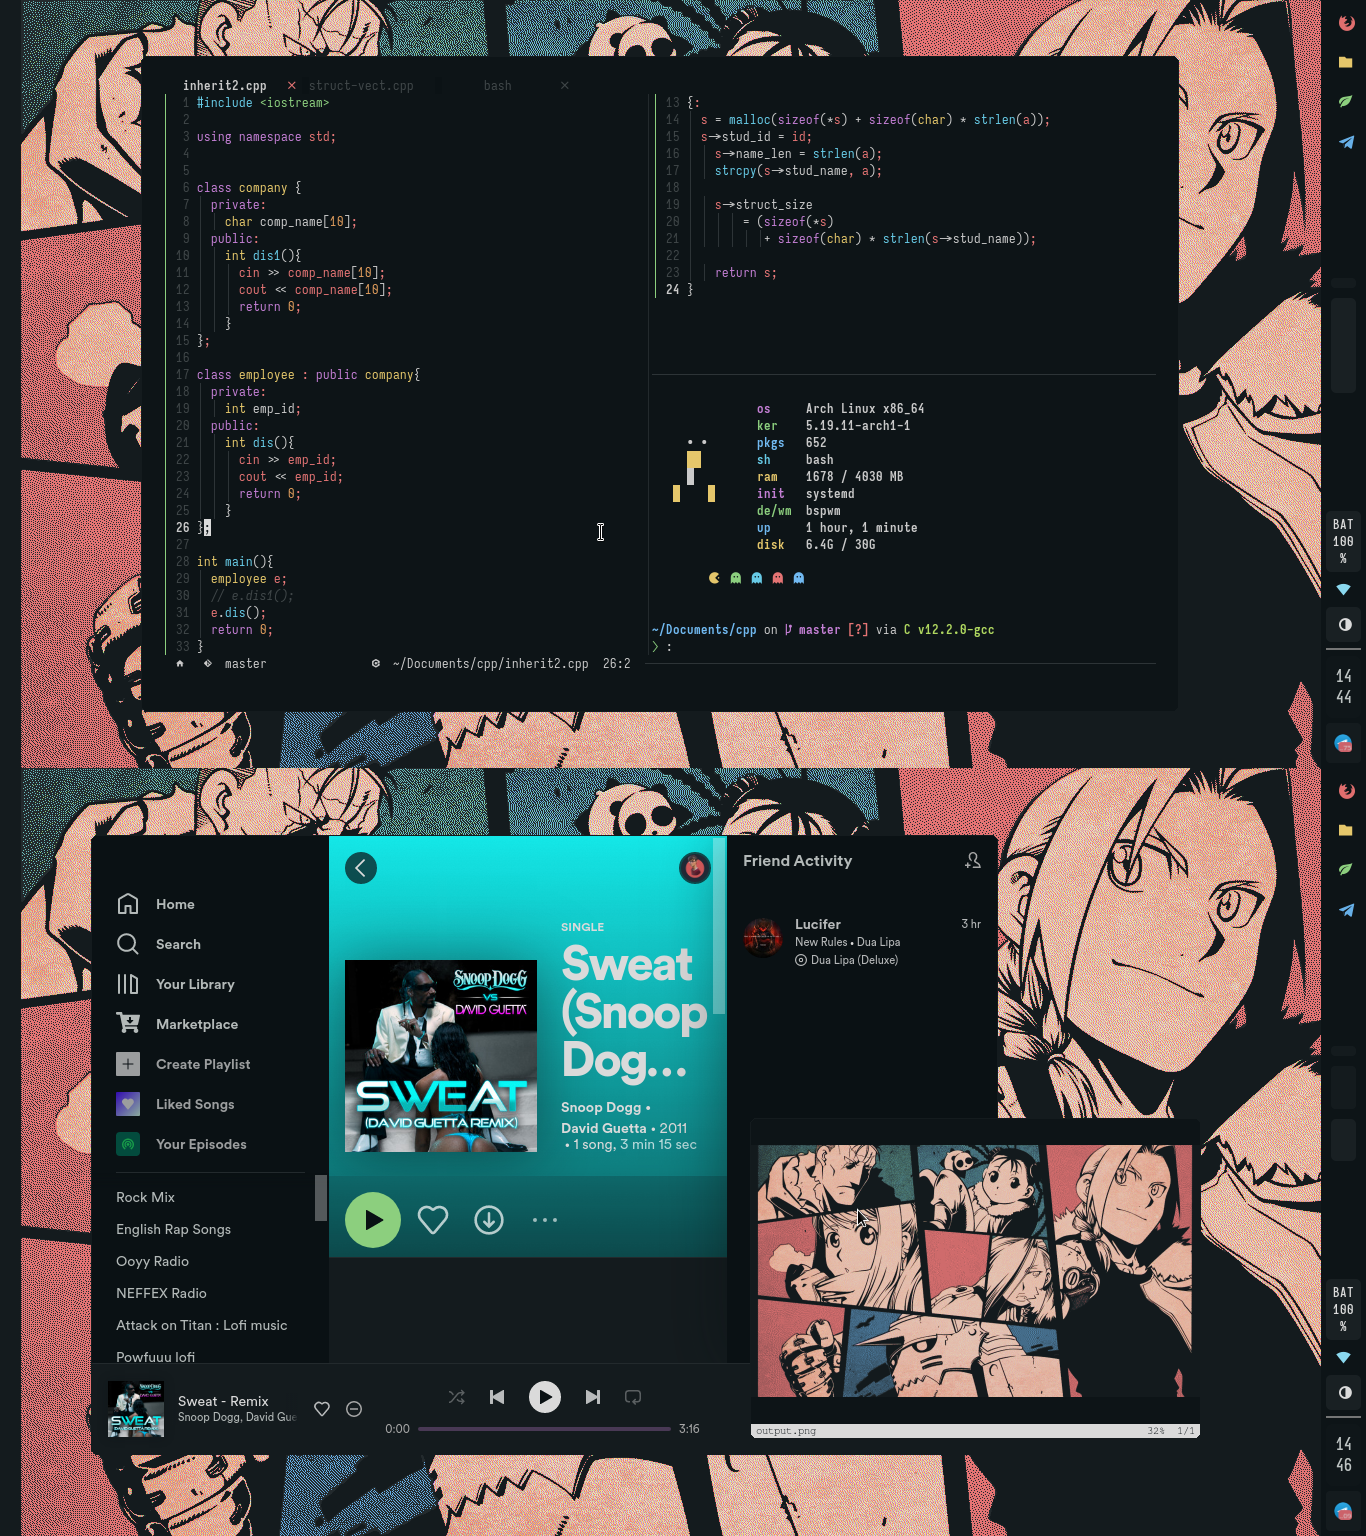 inherit2.cpp × struct-vect.cpp bash ×
1 #include <iostream>
2
3 using namespace std;
4
5
6 class company {
7 private:
8 char comp_name[10];
9 public:
10 int dis1(){
11 cin >> comp_name[10];
12 cout << comp_name[10];
13 return 0;
14 }
15 };
16
17 class employee : public company{
18 private:
19 int emp_id;
20 public:
21 int dis(){
22 cin >> emp_id;
23 cout << emp_id;
24 return 0;
25 }
26 };
27
28 int main(){
29 employee e;
30 // e.dis1();
31 e.dis();
32 return 0;
33 }
master ~/Documents/cpp/inherit2.cpp 26:2
13 {:
14 s = malloc(sizeof(*s) + sizeof(char) * strlen(a));
15 s->stud_id = id;
16 s->name_len = strlen(a);
17 strcpy(s->stud_name, a);
18
19 s->struct_size
20 = (sizeof(*s)
21 + sizeof(char) * strlen(s->stud_name));
22
23 return s;
24 }
os Arch Linux x86_64
ker 5.19.11-arch1-1
pkgs 652
sh bash
ram 1678 / 4030 MB
init systemd
de/wm bspwm
up 1 hour, 1 minute
disk 6.4G / 30G
~/Documents/cpp on master [?] via C v12.2.0-gcc
❯ :
BAT
100
%
14
44
Home
Search
Your Library
Marketplace
Create Playlist
Liked Songs
Your Episodes
Rock Mix
English Rap Songs
Ooyy Radio
NEFFEX Radio
Attack on Titan : Lofi music
Powfuuu lofi
SINGLE
Sweat
(Snoop
Dog...
Snoop Dogg •
David Guetta • 2011
• 1 song, 3 min 15 sec
SNOOP DOGG
VS
DAVID GUETTA
SWEAT
(DAVID GUETTA REMIX)
Friend Activity
Lucifer 3 hr
New Rules • Dua Lipa
Dua Lipa (Deluxe)
SWEAT
Sweat - Remix
Snoop Dogg, David Gue
0:00 3:16
output.png 32% 1/1
BAT
100
%
14
46